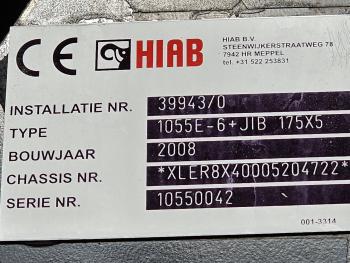 CE HIAB
HIAB B.V.
STEENWIJKERSTRAATWEG 78
7942 HR MEPPEL
tel. +31 522 253831
INSTALLATIE NR. 39943/0
TYPE 1055E-6+JIB 175X5
BOUWJAAR 2008
CHASSIS NR. *XLER8X40005204722*
SERIE NR. 10550042
001-3314